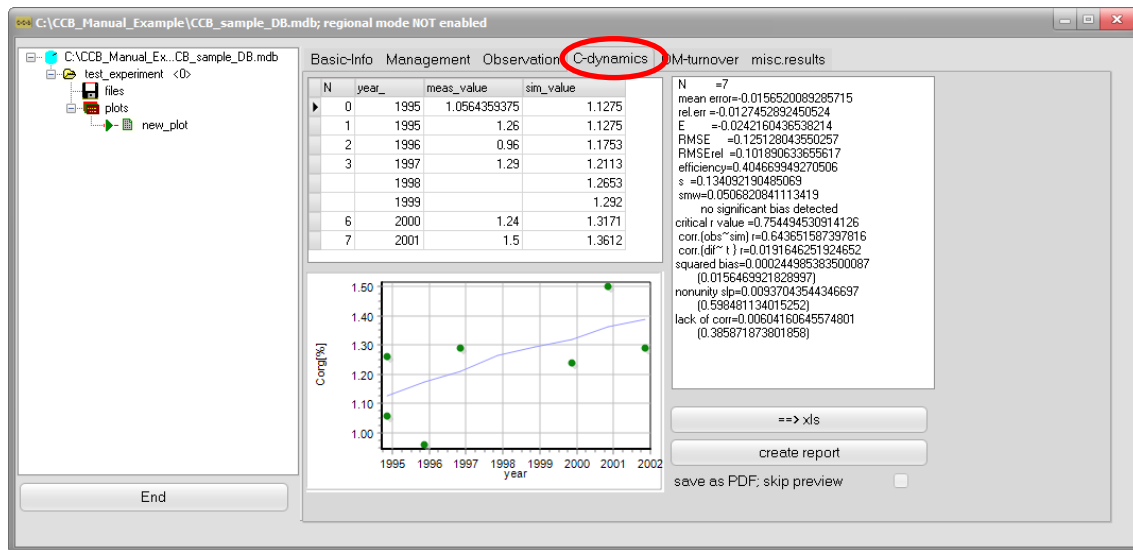 C:\CCB_Manual_Example\CCB_sample_DB.mdb; regional mode NOT enabled
C:\CCB_Manual_Ex...CB_sample_DB.mdb
test_experiment <0>
files
plots
new_plot
End
Basic-Info Management Observation C-dynamics OM-turnover misc.results
N year_ meas_value sim_value
0 1995 1.0564359375 1.1275
1 1995 1.26 1.1275
2 1996 0.96 1.1753
3 1997 1.29 1.2113
1998 1.2653
1999 1.292
6 2000 1.24 1.3171
7 2001 1.5 1.3612
1.50
1.40
1.30
1.20
1.10
1.00
Corg[%]
1995 1996 1997 1998 1999 2000 2001 2002
year
N =7
mean error=-0.0156520089285715
rel.err =-0.0127452892450524
E =-0.0242160436538214
RMSE =0.125128043550257
RMSErel =0.101890633655617
efficiency=0.404669949270506
s =0.134092190485069
smw=0.0506820841113419
no significant bias detected
critical r value =0.754494530914126
corr.(obs~sim) r=0.643651587397816
corr.(dif~ t ) r=0.0191646251924652
squared bias=0.000244985383500087
(0.0156469921828997)
nonunity slp=0.00937043544346697
(0.598481134015252)
lack of corr=0.00604160645574801
(0.385871873801858)
==> xls
create report
save as PDF; skip preview